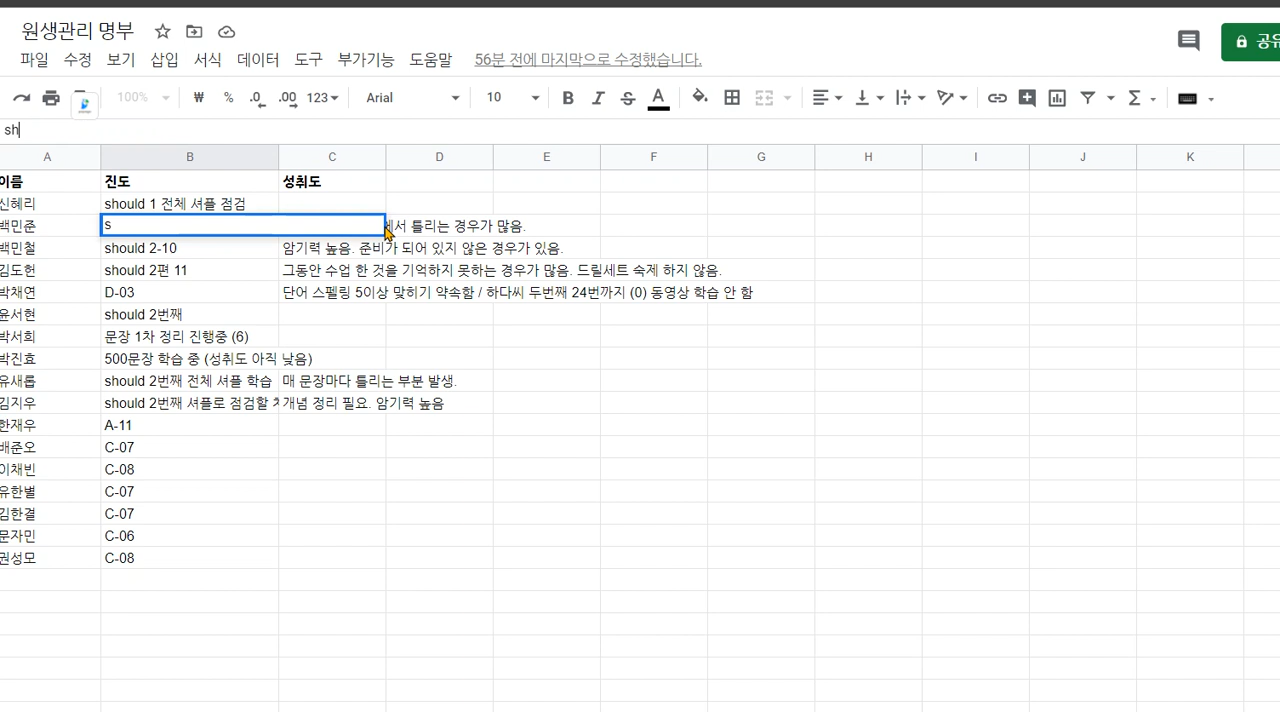 원생관리 명부
파일 수정 보기 삽입 서식 데이터 도구 부가기능 도움말 56분 전에 마지막으로 수정했습니다.
100% ₩ % .0 .00 123 Arial 10 B I S A Σ
sh
A B C D E F G H I J K
이름 진도 성취도
신혜리 should 1 전체 셔플 점검
백민준 s 에서 틀리는 경우가 많음.
백민철 should 2-10 암기력 높음. 준비가 되어 있지 않은 경우가 있음.
김도헌 should 2편 11 그동안 수업 한 것을 기억하지 못하는 경우가 많음. 드릴세트 숙제 하지 않음.
박채연 D-03 단어 스펠링 5이상 맞히기 약속함 / 하다씨 두번째 24번까지 (0) 동영상 학습 안 함
윤서현 should 2번째
박서희 문장 1차 정리 진행중 (6)
박진효 500문장 학습 중 (성취도 아직 낮음)
유새롭 should 2번째 전체 셔플 학습 매 문장마다 틀리는 부분 발생.
김지우 should 2번째 셔플로 점검할 개념 정리 필요. 암기력 높음
한재우 A-11
배준오 C-07
이채빈 C-08
유한별 C-07
김한결 C-07
문자민 C-06
권성모 C-08